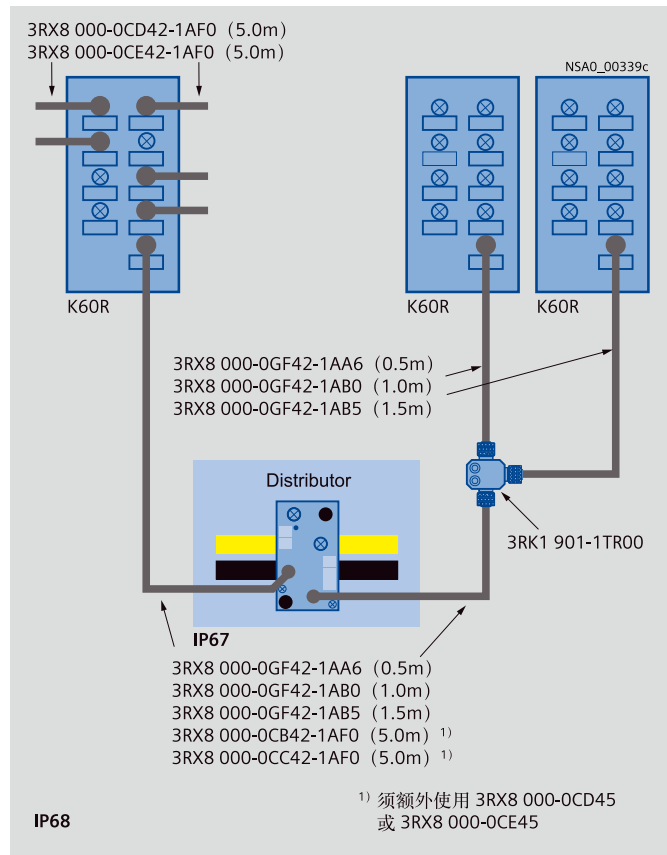 3RX8 000-0CD42-1AF0（5.0m）
3RX8 000-0CE42-1AF0（5.0m）
NSA0_00339c
K60R
K60R
K60R
3RX8 000-0GF42-1AA6（0.5m）
3RX8 000-0GF42-1AB0（1.0m）
3RX8 000-0GF42-1AB5（1.5m）
Distributor
3RK1 901-1TR00
IP67
3RX8 000-0GF42-1AA6（0.5m）
3RX8 000-0GF42-1AB0（1.0m）
3RX8 000-0GF42-1AB5（1.5m）
3RX8 000-0CB42-1AF0（5.0m）1)
3RX8 000-0CC42-1AF0（5.0m）1)
1) 须额外使用 3RX8 000-0CD45
或 3RX8 000-0CE45
IP68